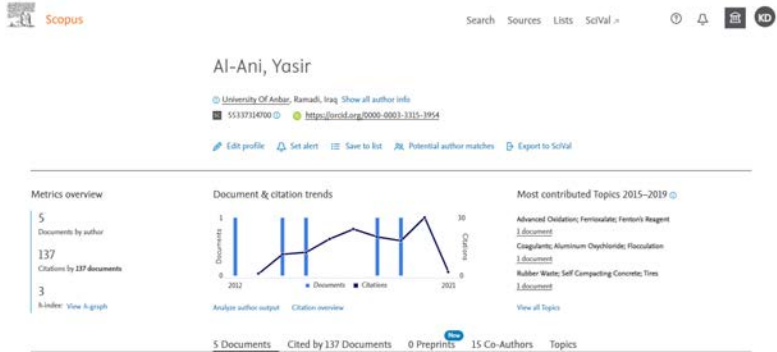 Scopus
Search Sources Lists SciVal ↗
KD
Al-Ani, Yasir
University Of Anbar, Ramadi, Iraq Show all author info
55337314700
https://orcid.org/0000-0003-3315-3954
Edit profile Set alert Save to list Potential author matches Export to SciVal
Metrics overview
5
Documents by author
137
Citations by 137 documents
3
h-index: View h-graph
Document & citation trends
1
30
Documents
Citations
0
0
2012
2021
Documents Citations
Analyze author output Citation overview
Most contributed Topics 2015–2019
Advanced Oxidation; Ferrioxalate; Fenton's Reagent
1 document
Coagulants; Aluminum Oxychloride; Flocculation
1 document
Rubber Waste; Self Compacting Concrete; Tires
1 document
View all Topics
New
5 Documents Cited by 137 Documents 0 Preprints 15 Co-Authors Topics